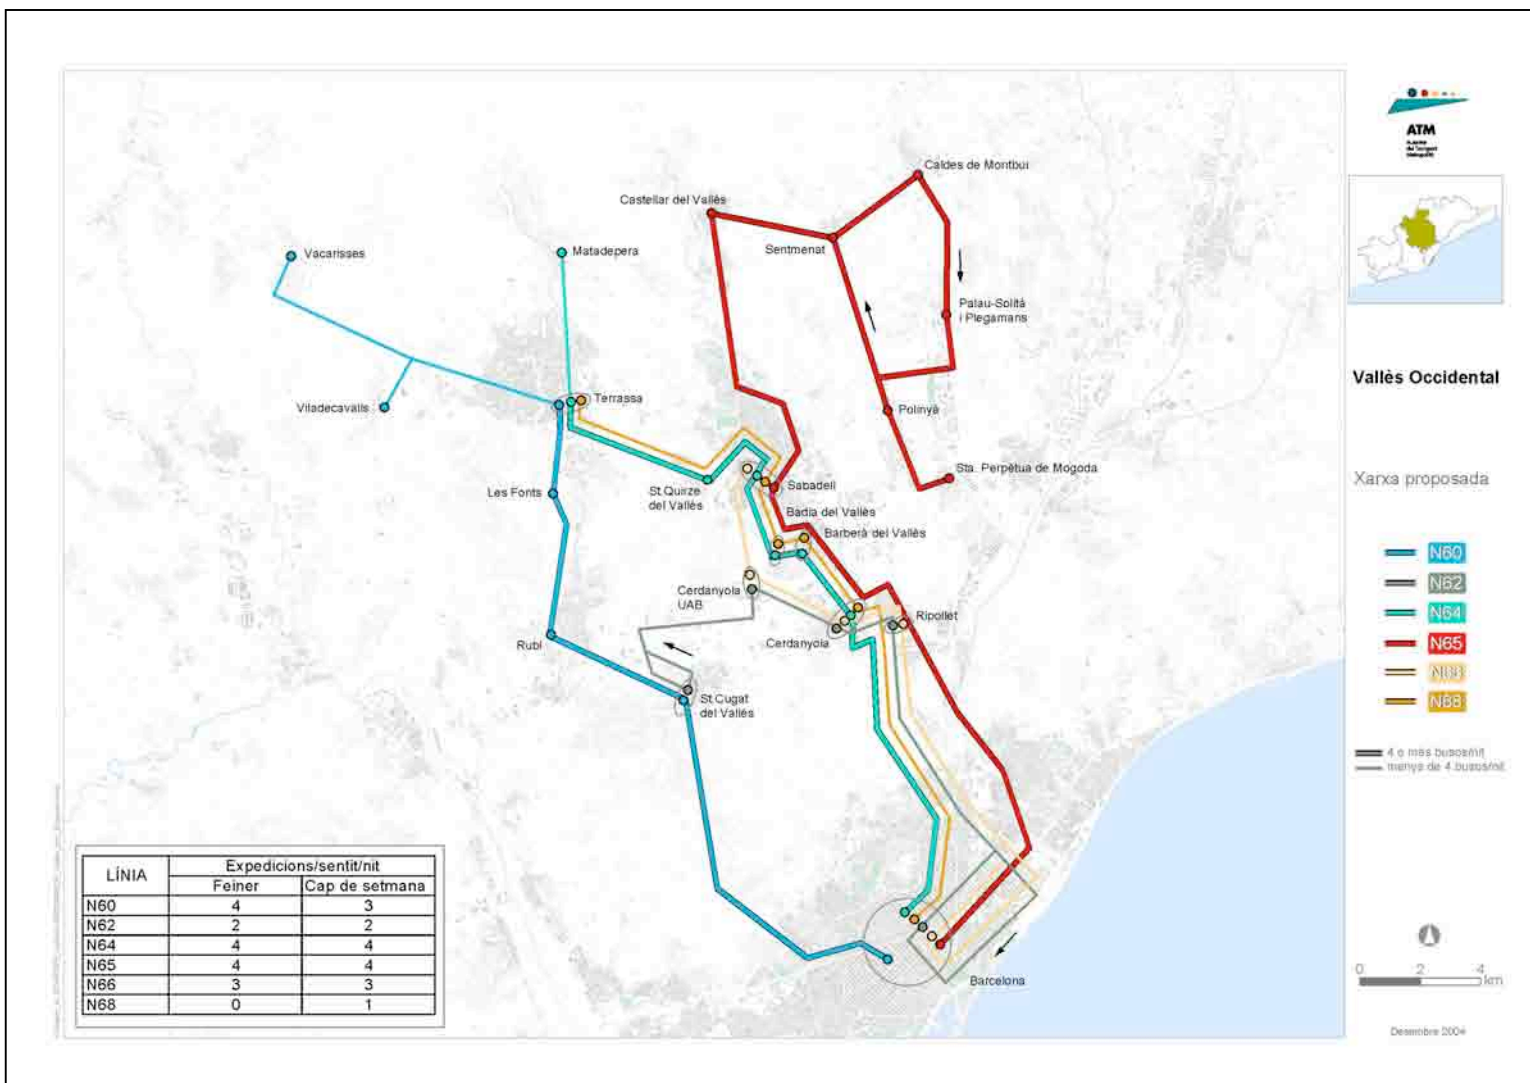 ATM
Caldes de Montbui
Castellar del Vallès
Sentmenat
Matadepera
Vacarisses
Palau-Solità
i Plegamans
Vallès Occidental
Terrassa
Viladecavalls
Polinyà
Sta. Perpètua de Mogoda
Xarxa proposada
Sabadell
St.Quirze
del Vallès
Les Fonts
Badia del Vallès
Barberà del Vallès
N60
N62
N64
N65
N66
N68
Cerdanyola
UAB
Ripollet
Cerdanyola
Rubí
St.Cugat
del Vallès
4 o més busos/nit
menys de 4 busos/nit
LÍNIA Expedicions/sentit/nit
Feiner Cap de setmana
N60 4 3
N62 2 2
N64 4 4
N65 4 4
N66 3 3
N68 0 1
Barcelona
0 2 4
km
Desembre 2004